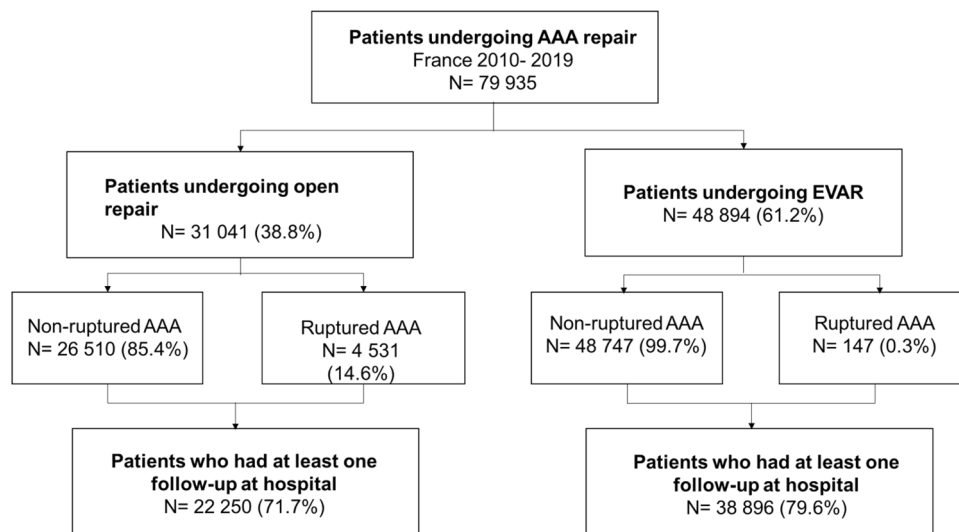 Patients undergoing AAA repair
France 2010- 2019
N= 79 935
Patients undergoing open
repair
N= 31 041 (38.8%)
Patients undergoing EVAR
N= 48 894 (61.2%)
Non-ruptured AAA
N= 26 510 (85.4%)
Ruptured AAA
N= 4 531
(14.6%)
Non-ruptured AAA
N= 48 747 (99.7%)
Ruptured AAA
N= 147 (0.3%)
Patients who had at least one
follow-up at hospital
N= 22 250 (71.7%)
Patients who had at least one
follow-up at hospital
N= 38 896 (79.6%)